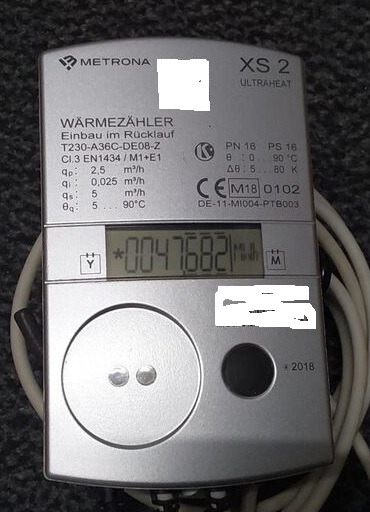 METRONA
XS 2
ULTRAHEAT
WÄRMEZÄHLER
Einbau im Rücklauf
T230-A36C-DE08-Z
Cl.3 EN1434 / M1+E1
qp: 2,5 m³/h
qi: 0,025 m³/h
qs: 5 m³/h
θq: 5 ... 90°C
K PN 16 PS 16
θ : 0 ... 90 °C
Δθ: 5 ... 80 K
CE M18 0102
DE-11-MI004-PTB003
Y *0047,682 MWh M
* 2018